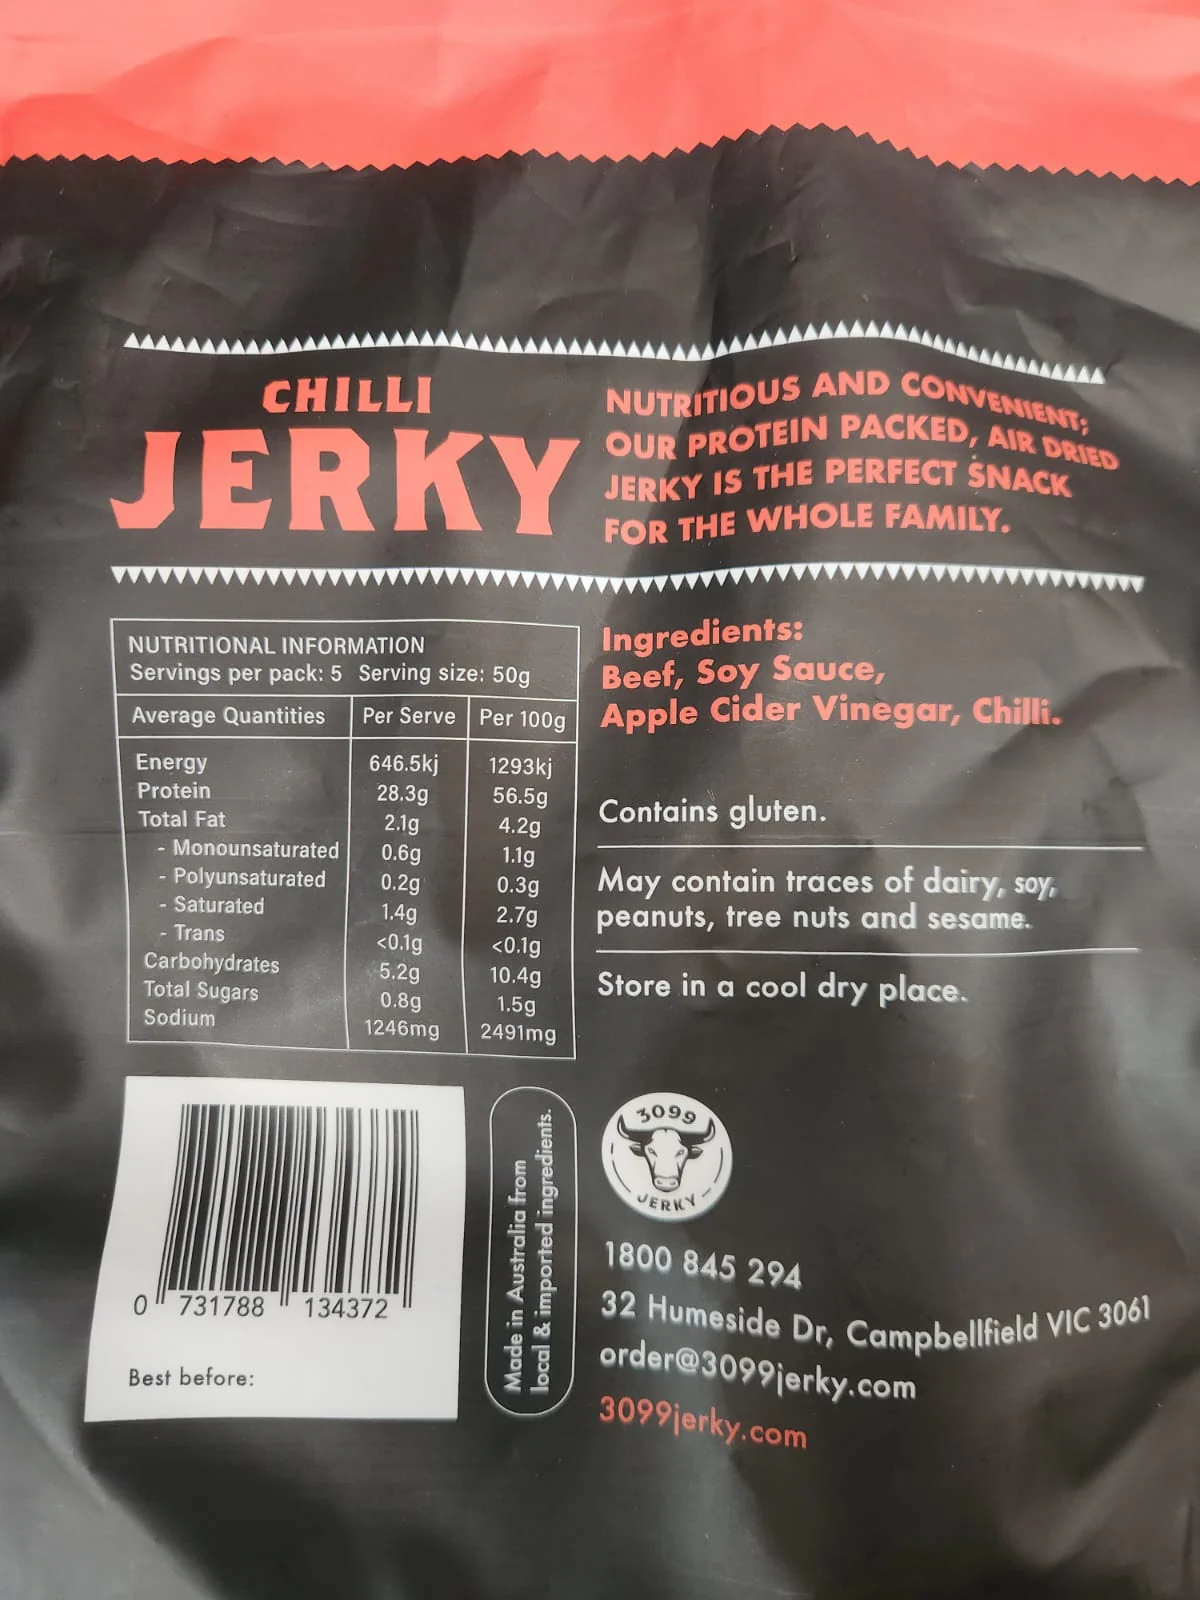 CHILLI
JERKY
NUTRITIOUS AND CONVENIENT;
OUR PROTEIN PACKED, AIR DRIED
JERKY IS THE PERFECT SNACK
FOR THE WHOLE FAMILY.
NUTRITIONAL INFORMATION
Servings per pack: 5 Serving size: 50g
Average Quantities Per Serve Per 100g
Energy 646.5kj 1293kj
Protein 28.3g 56.5g
Total Fat 2.1g 4.2g
- Monounsaturated 0.6g 1.1g
- Polyunsaturated 0.2g 0.3g
- Saturated 1.4g 2.7g
- Trans <0.1g <0.1g
Carbohydrates 5.2g 10.4g
Total Sugars 0.8g 1.5g
Sodium 1246mg 2491mg
Ingredients:
Beef, Soy Sauce,
Apple Cider Vinegar, Chilli.
Contains gluten.
May contain traces of dairy, soy,
peanuts, tree nuts and sesame.
Store in a cool dry place.
0 731788 134372
Best before:
Made in Australia from
local & imported ingredients.
3099
JERKY
1800 845 294
32 Humeside Dr, Campbellfield VIC 3061
order@3099jerky.com
3099jerky.com